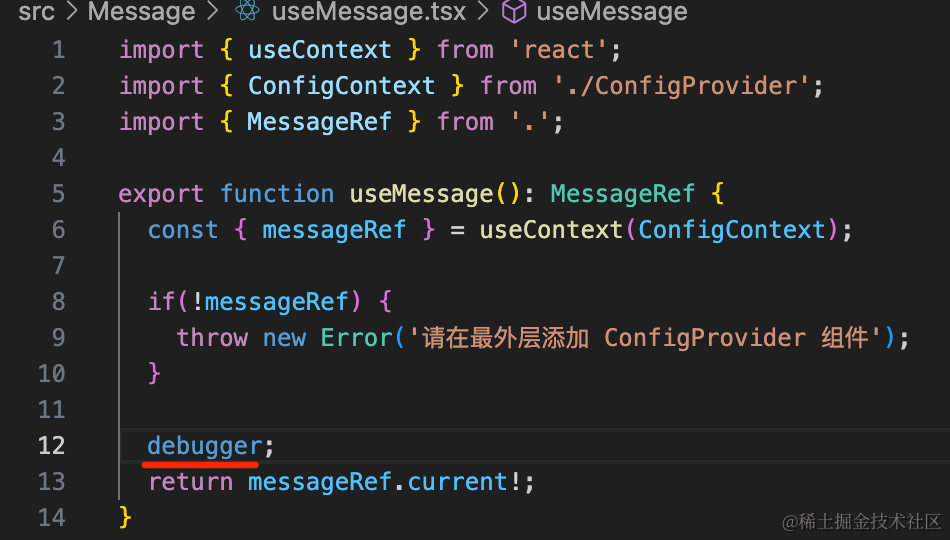 src > Message > useMessage.tsx > useMessage
1 import { useContext } from 'react';
2 import { ConfigContext } from './ConfigProvider';
3 import { MessageRef } from '.';
4
5 export function useMessage(): MessageRef {
6   const { messageRef } = useContext(ConfigContext);
7
8   if(!messageRef) {
9     throw new Error('请在最外层添加 ConfigProvider 组件');
10   }
11
12   debugger;
13   return messageRef.current!;
14 }
@稀土掘金技术社区